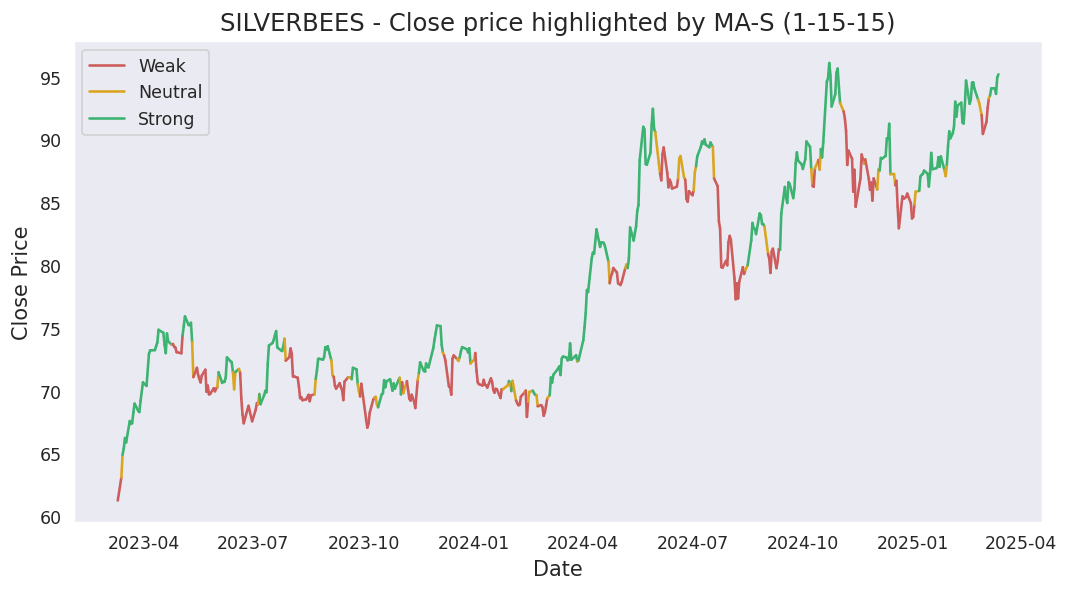 SILVERBEES - Close price highlighted by MA-S (1-15-15)
Weak
Neutral
Strong
Close Price
95
90
85
80
75
70
65
60
2023-04 2023-07 2023-10 2024-01 2024-04 2024-07 2024-10 2025-01 2025-04
Date